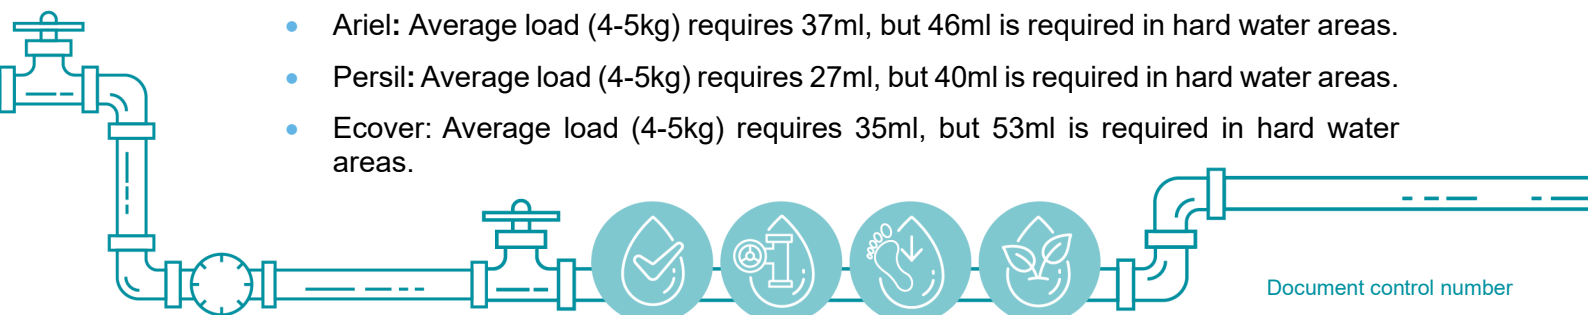 • Ariel: Average load (4-5kg) requires 37ml, but 46ml is required in hard water areas.
• Persil: Average load (4-5kg) requires 27ml, but 40ml is required in hard water areas.
• Ecover: Average load (4-5kg) requires 35ml, but 53ml is required in hard water
areas.
Document control number